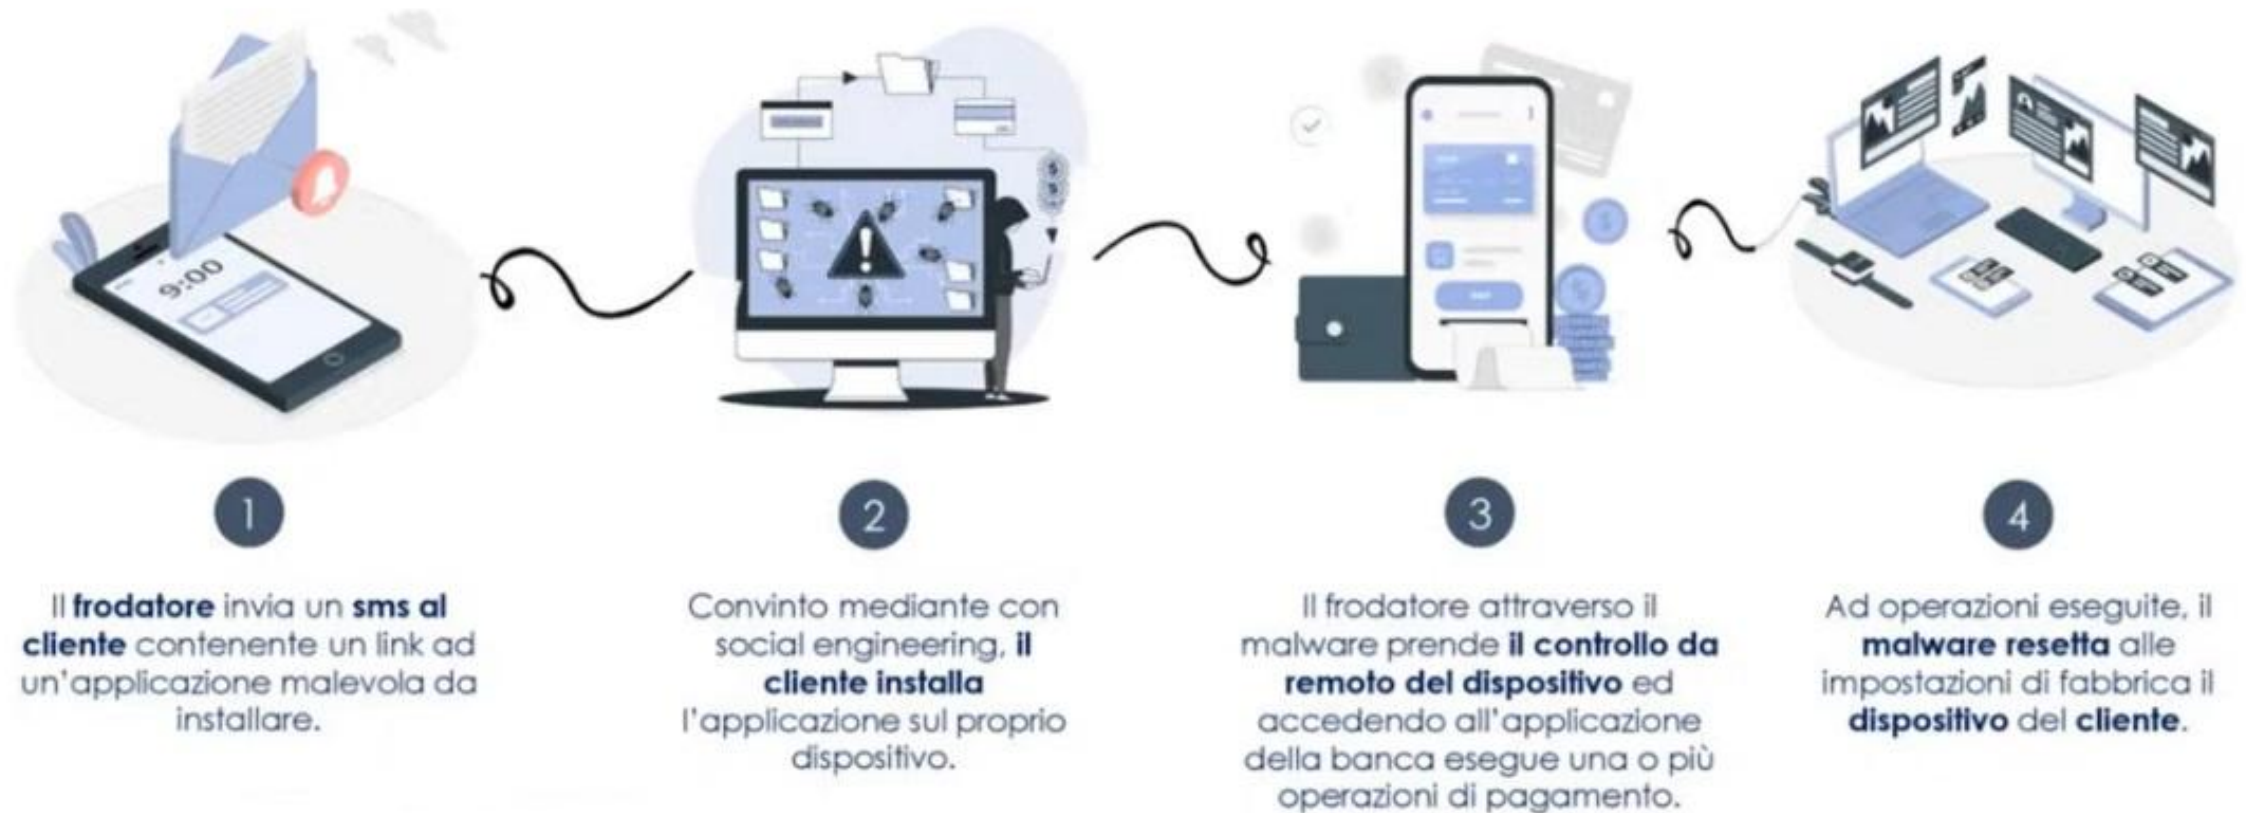 9:00
1
Il frodatore invia un sms al
cliente contenente un link ad
un'applicazione malevola da
installare.
2
Convinto mediante con
social engineering, il
cliente installa
l'applicazione sul proprio
dispositivo.
3
Il frodatore attraverso il
malware prende il controllo da
remoto del dispositivo ed
accedendo all'applicazione
della banca esegue una o più
operazioni di pagamento.
4
Ad operazioni eseguite, il
malware resetta alle
impostazioni di fabbrica il
dispositivo del cliente.